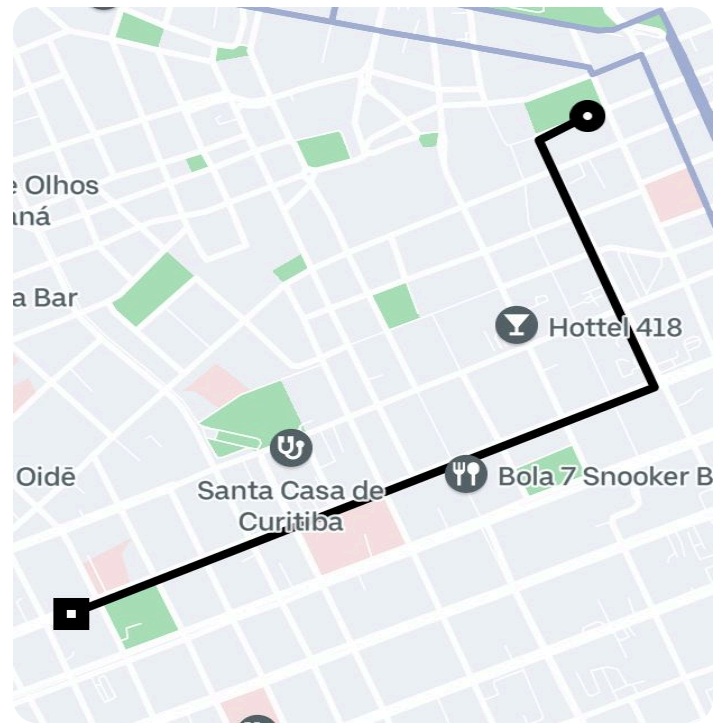 e Olhos
aná
a Bar
Hottel 418
Oidē
Bola 7 Snooker B
Santa Casa de
Curitiba